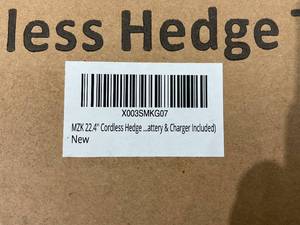 less Hedge T
X003SMKG07
MZK 22.4" Cordless Hedge ...attery & Charger Included)
New